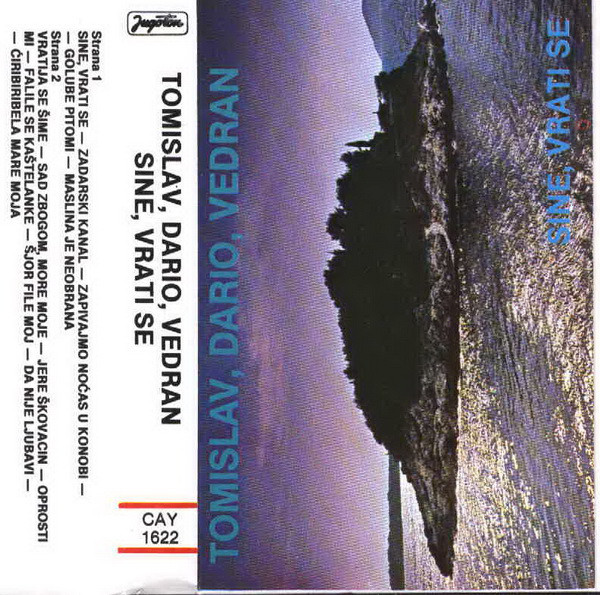 Jugoton
TOMISLAV, DARIO, VEDRAN
SINE, VRATI SE
Strana 1
SINE, VRATI SE — ZADARSKI KANAL — ZAPIVAJMO NOĆAS U KONOBI —
— GOLUBE PITOMI — MASLINA JE NEOBRANA
Strana 2
VRATIJA SE ŠIME — SAD ZBOGOM, MORE MOJE — JERE ŠKOVACIN — OPROSTI
MI — FALILE SE KAŠTELANKE — ŠJOR FILE MOJ — DA NIJE LJUBAVI —
— ĆIRIBIRIBELA MARE MOJA
CAY
1622
SINE, VRATI SE
TOMISLAV, DARIO, VEDRAN